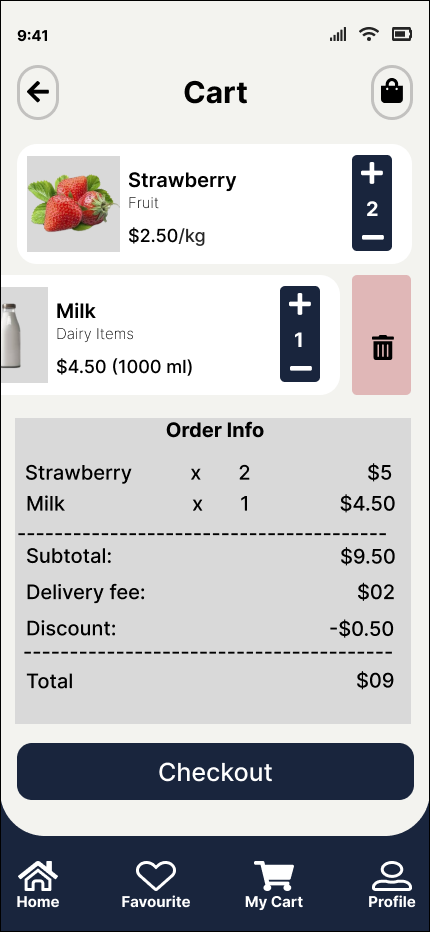 9:41
Cart
Strawberry
Fruit
$2.50/kg
2
Milk
Dairy Items
$4.50 (1000 ml)
1
Order Info
Strawberry x 2 $5
Milk x 1 $4.50
Subtotal: $9.50
Delivery fee: $02
Discount: -$0.50
Total $09
Checkout
Home Favourite My Cart Profile